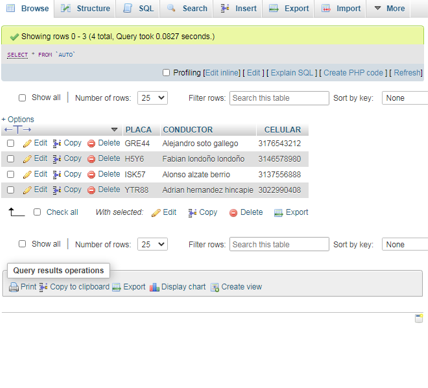 Browse Structure SQL Search Insert Export Import More
Showing rows 0 - 3 (4 total, Query took 0.0827 seconds.)
SELECT * FROM `AUTO`
Profiling [Edit inline] [ Edit ] [ Explain SQL ] [ Create PHP code ] [ Refresh]
Show all Number of rows: 25 Filter rows: Search this table Sort by key: None
+ Options
PLACA CONDUCTOR CELULAR
Edit Copy Delete GRE44 Alejandro soto gallego 3176543212
Edit Copy Delete H5Y6 Fabian londoño londoño 3146578980
Edit Copy Delete ISK57 Alonso alzate berrio 3137556888
Edit Copy Delete YTR88 Adrian hernandez hincapie 3022990408
Check all With selected: Edit Copy Delete Export
Show all Number of rows: 25 Filter rows: Search this table Sort by key: None
Query results operations
Print Copy to clipboard Export Display chart Create view